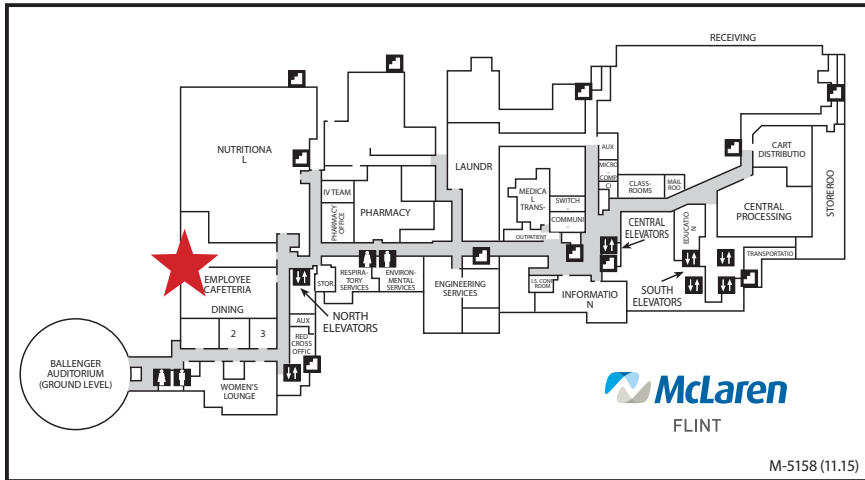 RECEIVING
NUTRITIONA
L
LAUNDR
AUX
MICRO
-
COMP
CI
CLASS-
ROOMS
MAIL
ROO
CART
DISTRIBUTIO
IV TEAM
PHARMACY
OFFICE
PHARMACY
MEDICA
L
TRANS-
SWITCH
-
COMMUNI
-
OUTPATIENT
CENTRAL
ELEVATORS
EDUCATIO
N
CENTRAL
PROCESSING
STOREROO
TRANSPORTATIO
EMPLOYEE
CAFETERIA
DINING
STOR.
RESPIRA-
TORY
SERVICES
ENVIRON-
MENTAL
SERVICES
ENGINEERING
SERVICES
I.S. CONF.
ROOM
INFORMATIO
N
SOUTH
ELEVATORS
NORTH
ELEVATORS
2
3
AUX
RED
CROSS
OFFIC
BALLENGER
AUDITORIUM
(GROUND LEVEL)
WOMEN'S
LOUNGE
McLaren
FLINT
M-5158 (11.15)